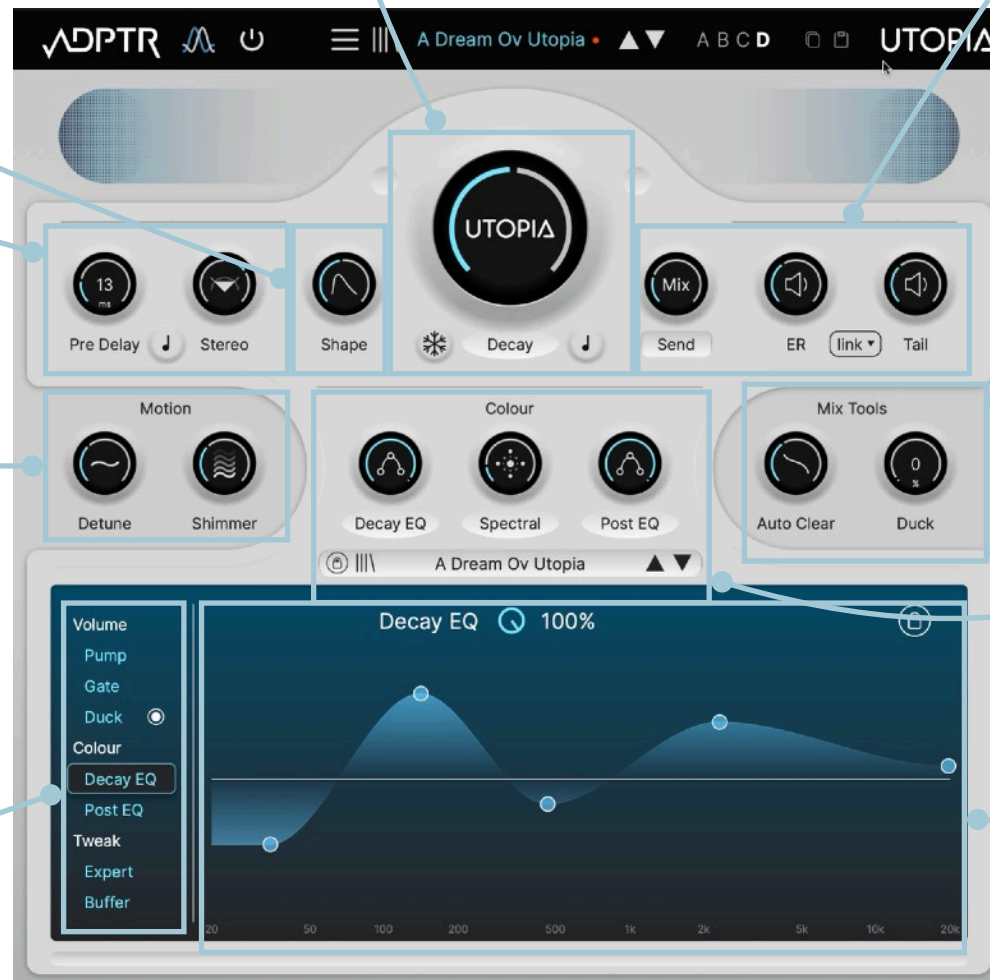 ADPTR
A Dream Ov Utopia
A B C D
UTOPIA
UTOPIA
13
ms
Mix
Pre Delay
Stereo
Shape
Decay
Send
ER
link
Tail
Motion
Colour
Mix Tools
0
%
Detune
Shimmer
Decay EQ
Spectral
Post EQ
Auto Clear
Duck
A Dream Ov Utopia
Decay EQ 100%
Volume
Pump
Gate
Duck
Colour
Decay EQ
Post EQ
Tweak
Expert
Buffer
20 50 100 200 500 1k 2k 5k 10k 20k